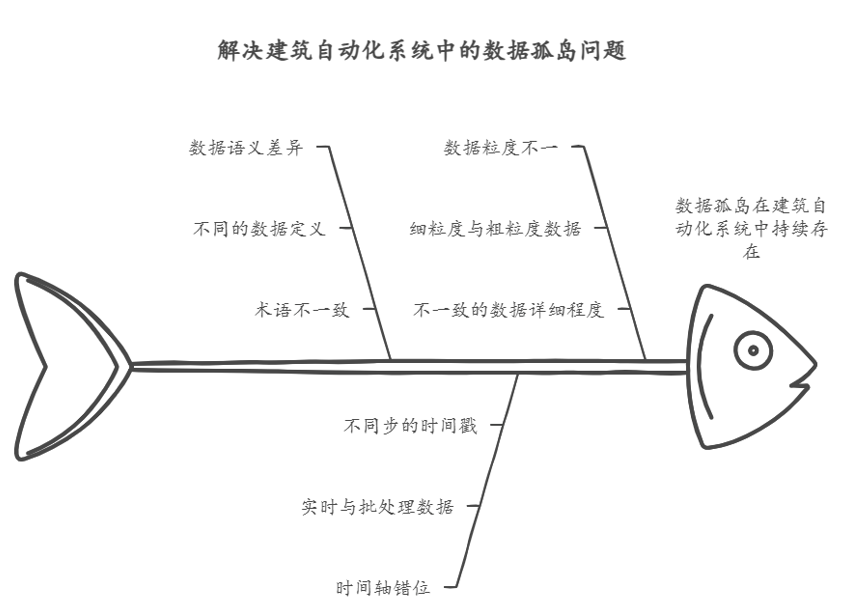 解决建筑自动化系统中的数据孤岛问题
数据语义差异
不同的数据定义
术语不一致
数据粒度不一
细粒度与粗粒度数据
不一致的数据详细程度
数据孤岛在建筑自
动化系统中持续存
在
不同步的时间戳
实时与批处理数据
时间轴错位